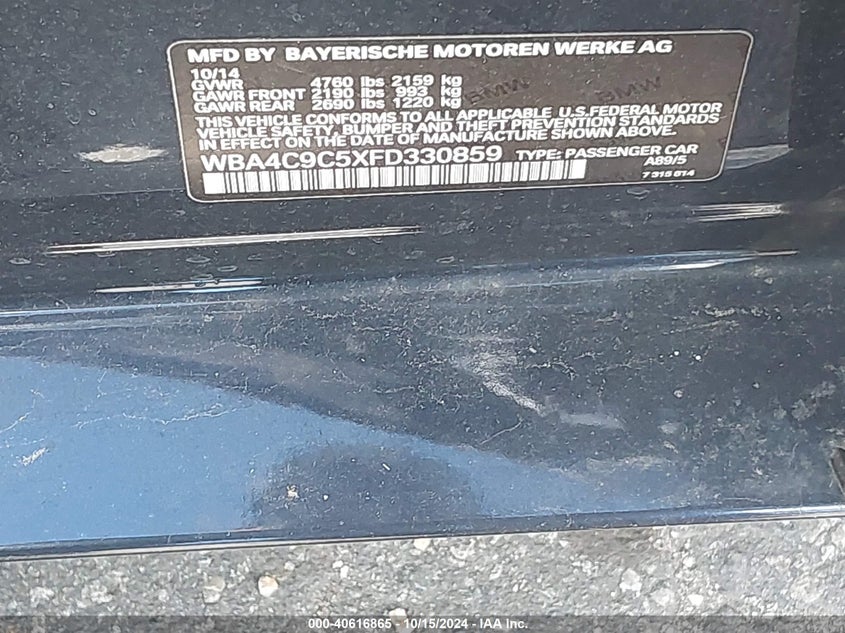 MFD BY BAYERISCHE MOTOREN WERKE AG
10/14
GVWR 4760 lbs 2159 kg
GAWR FRONT 2190 lbs 993 kg
GAWR REAR 2690 lbs 1220 kg
THIS VEHICLE CONFORMS TO ALL APPLICABLE U.S.FEDERAL MOTOR
VEHICLE SAFETY, BUMPER AND THEFT PREVENTION STANDARDS
IN EFFECT ON THE DATE OF MANUFACTURE SHOWN ABOVE.
WBA4C9C5XFD330859 TYPE: PASSENGER CAR
A89/5
7 315 614
BMW
BMW
000-40616865 - 10/15/2024 - IAA Inc.